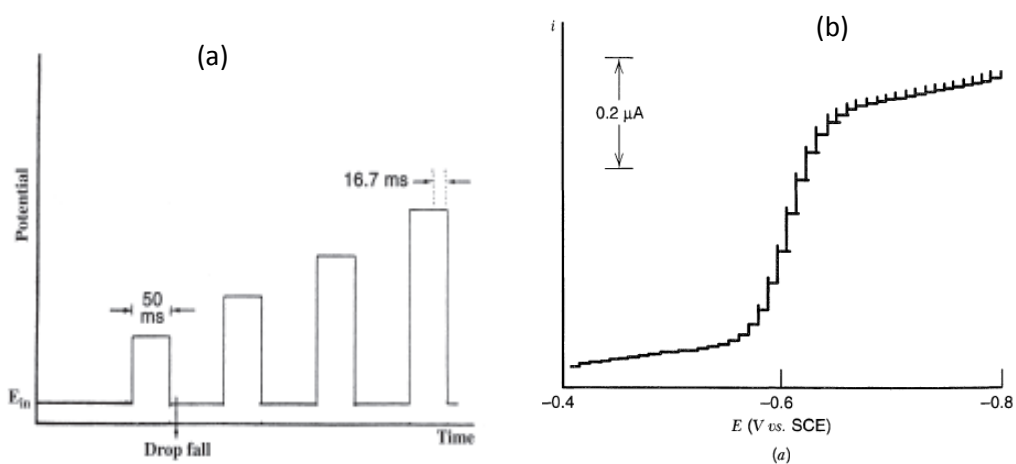 (a)
Potential
16.7 ms
50
ms
E_in
Drop fall
Time
(b)
i
0.2 µA
−0.4
−0.6
−0.8
E (V vs. SCE)
(a)